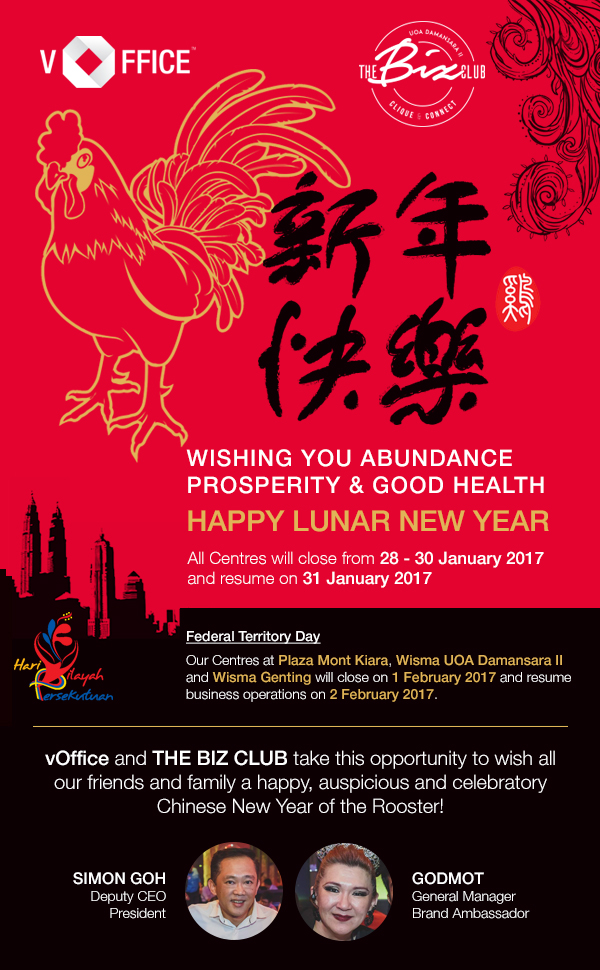 VOFFICE™
UOA DAMANSARA II
THE Biz CLUB
CLIQUE & CONNECT
新年
快樂
雞
WISHING YOU ABUNDANCE
PROSPERITY & GOOD HEALTH
HAPPY LUNAR NEW YEAR
All Centres will close from 28 - 30 January 2017
and resume on 31 January 2017
Hari
Wilayah
Persekutuan
Federal Territory Day
Our Centres at Plaza Mont Kiara, Wisma UOA Damansara II
and Wisma Genting will close on 1 February 2017 and resume
business operations on 2 February 2017.
vOffice and THE BIZ CLUB take this opportunity to wish all
our friends and family a happy, auspicious and celebratory
Chinese New Year of the Rooster!
SIMON GOH
Deputy CEO
President
GODMOT
General Manager
Brand Ambassador